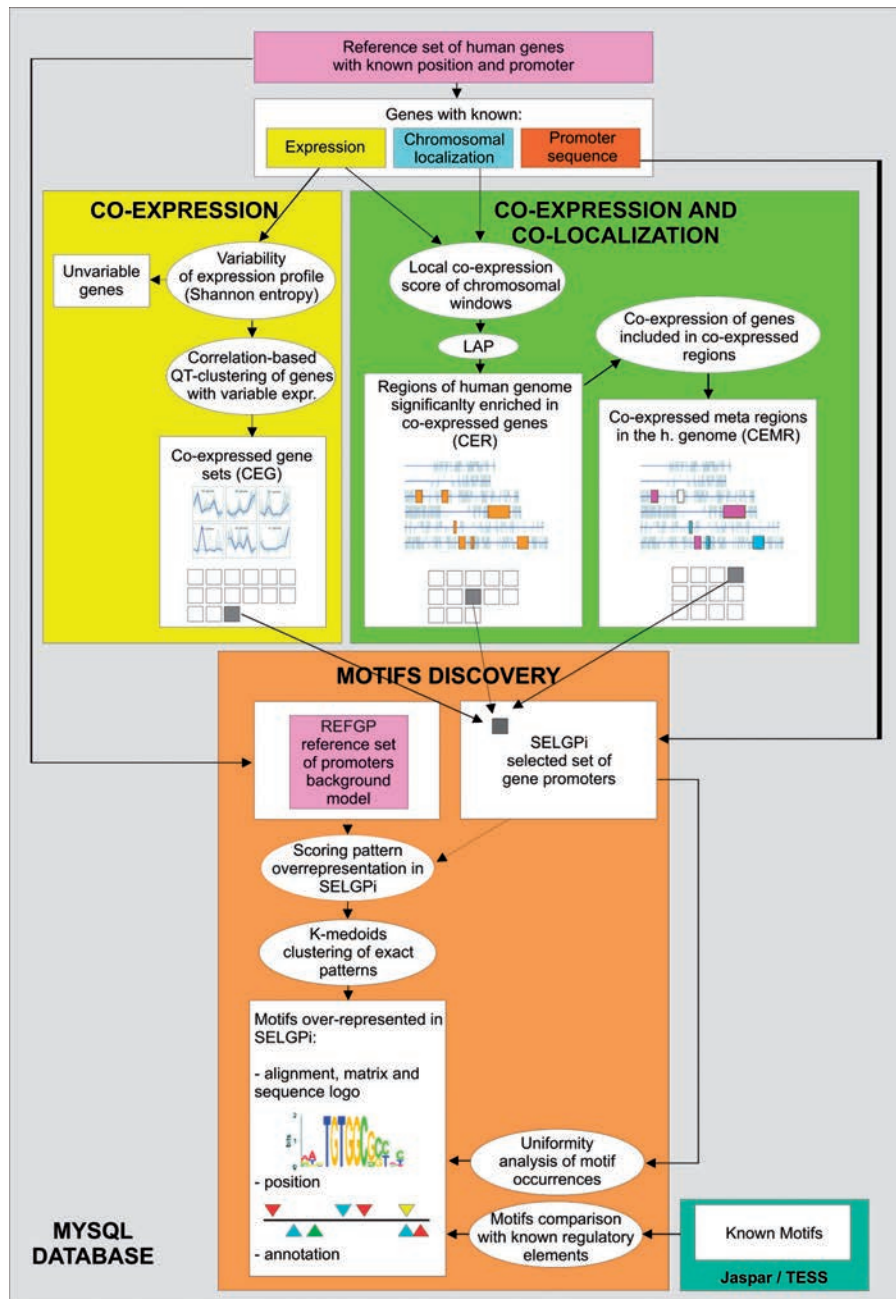 Reference set of human genes
with known position and promoter
Genes with known:
Expression
Chromosomal
localization
Promoter
sequence
CO-EXPRESSION
Unvariable
genes
Variability
of expression profile
(Shannon entropy)
Correlation-based
QT-clustering of genes
with variable expr.
Co-expressed gene
sets (CEG)
CO-EXPRESSION AND
CO-LOCALIZATION
Local co-expression
score of chromosomal
windows
LAP
Regions of human genome
significanlty enriched in
co-expressed genes
(CER)
Co-expression of genes
included in co-expressed
regions
Co-expressed meta regions
in the h. genome (CEMR)
MOTIFS DISCOVERY
REFGP
reference set
of promoters
background
model
SELGPi
selected set of
gene promoters
Scoring pattern
overrepresentation in
SELGPi
K-medoids
clustering of exact
patterns
Motifs over-represented in
SELGPi:
- alignment, matrix and
sequence logo
2
1
0
bits
TGTGGC
- position
- annotation
Uniformity
analysis of motif
occurrences
Motifs comparison
with known regulatory
elements
Known Motifs
Jaspar / TESS
MYSQL
DATABASE